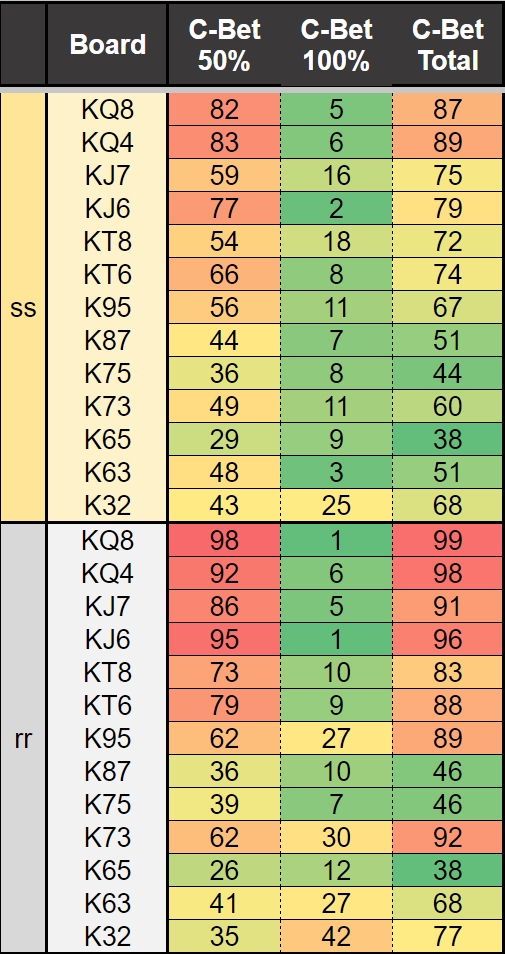 Board C-Bet 50% C-Bet 100% C-Bet Total
ss
KQ8 82 5 87
KQ4 83 6 89
KJ7 59 16 75
KJ6 77 2 79
KT8 54 18 72
KT6 66 8 74
K95 56 11 67
K87 44 7 51
K75 36 8 44
K73 49 11 60
K65 29 9 38
K63 48 3 51
K32 43 25 68
rr
KQ8 98 1 99
KQ4 92 6 98
KJ7 86 5 91
KJ6 95 1 96
KT8 73 10 83
KT6 79 9 88
K95 62 27 89
K87 36 10 46
K75 39 7 46
K73 62 30 92
K65 26 12 38
K63 41 27 68
K32 35 42 77